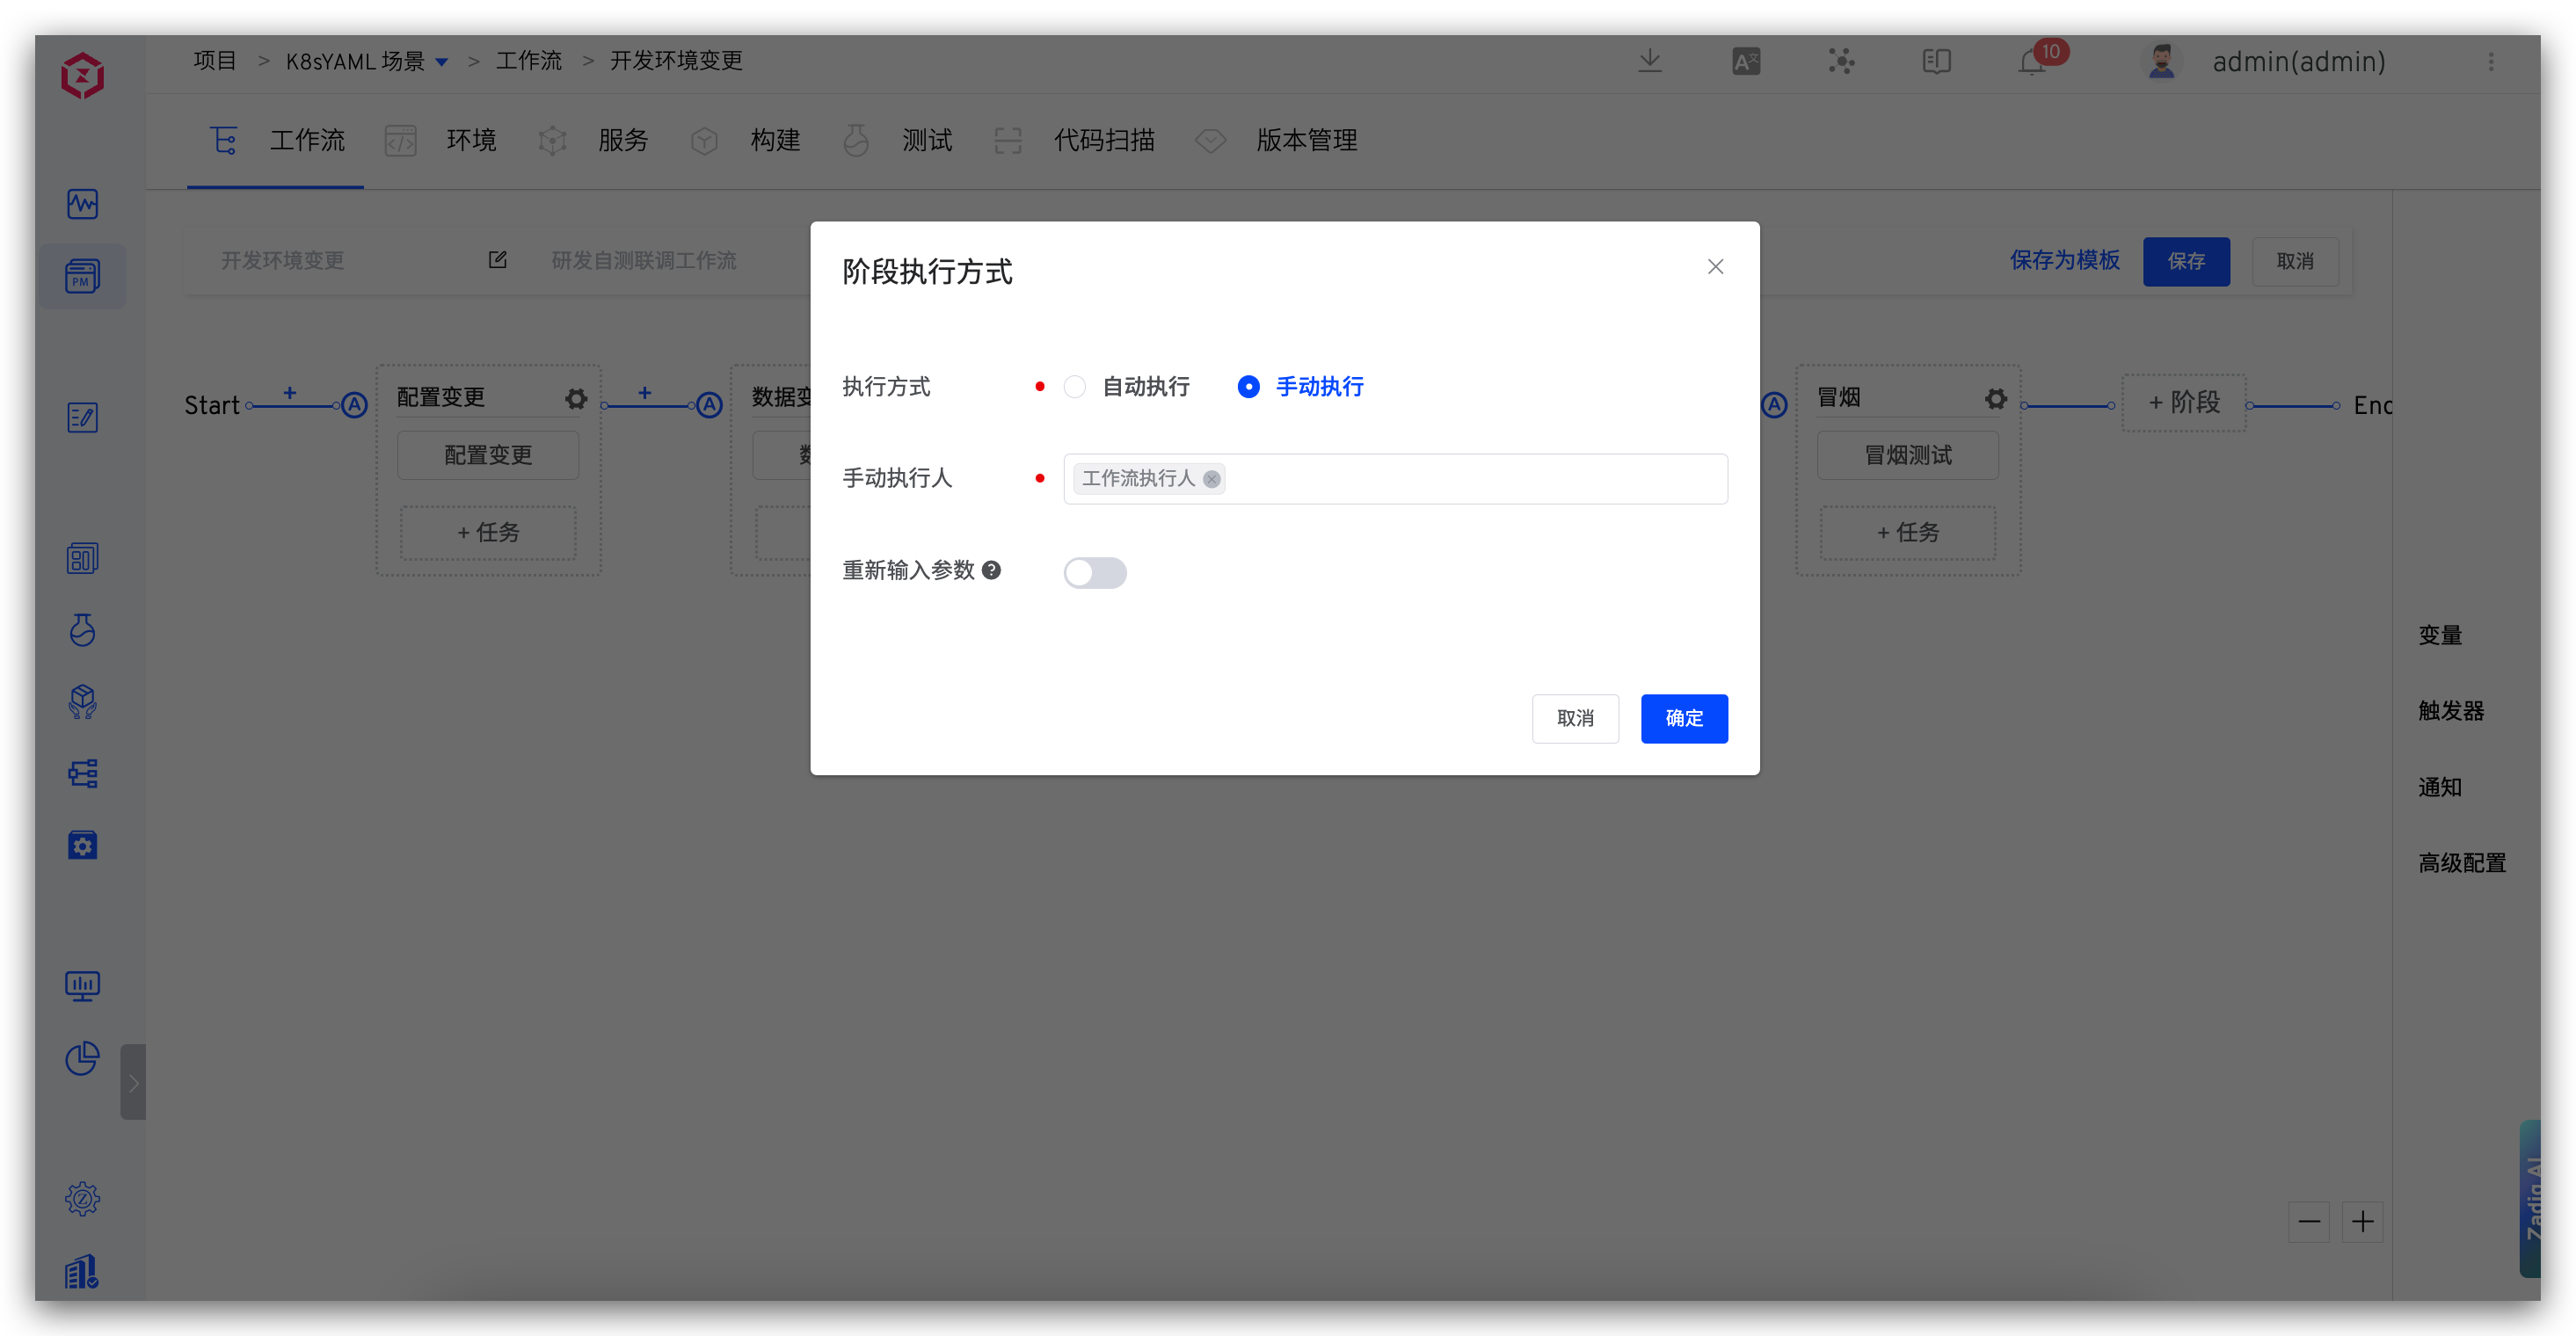 项目 > K8sYAML 场景 > 工作流 > 开发环境变更
10
admin(admin)
工作流 环境 服务 构建 测试 代码扫描 版本管理
PM
开发环境变更 研发自测联调工作流
保存为模板 保存 取消
阶段执行方式
执行方式 自动执行 手动执行
手动执行人 工作流执行人
重新输入参数
取消 确定
Start + A 配置变更 + A 数据变
配置变更 数
+ 任务
A 冒烟 + 阶段 End
冒烟测试
+ 任务
变量
触发器
通知
高级配置
Zadig AI